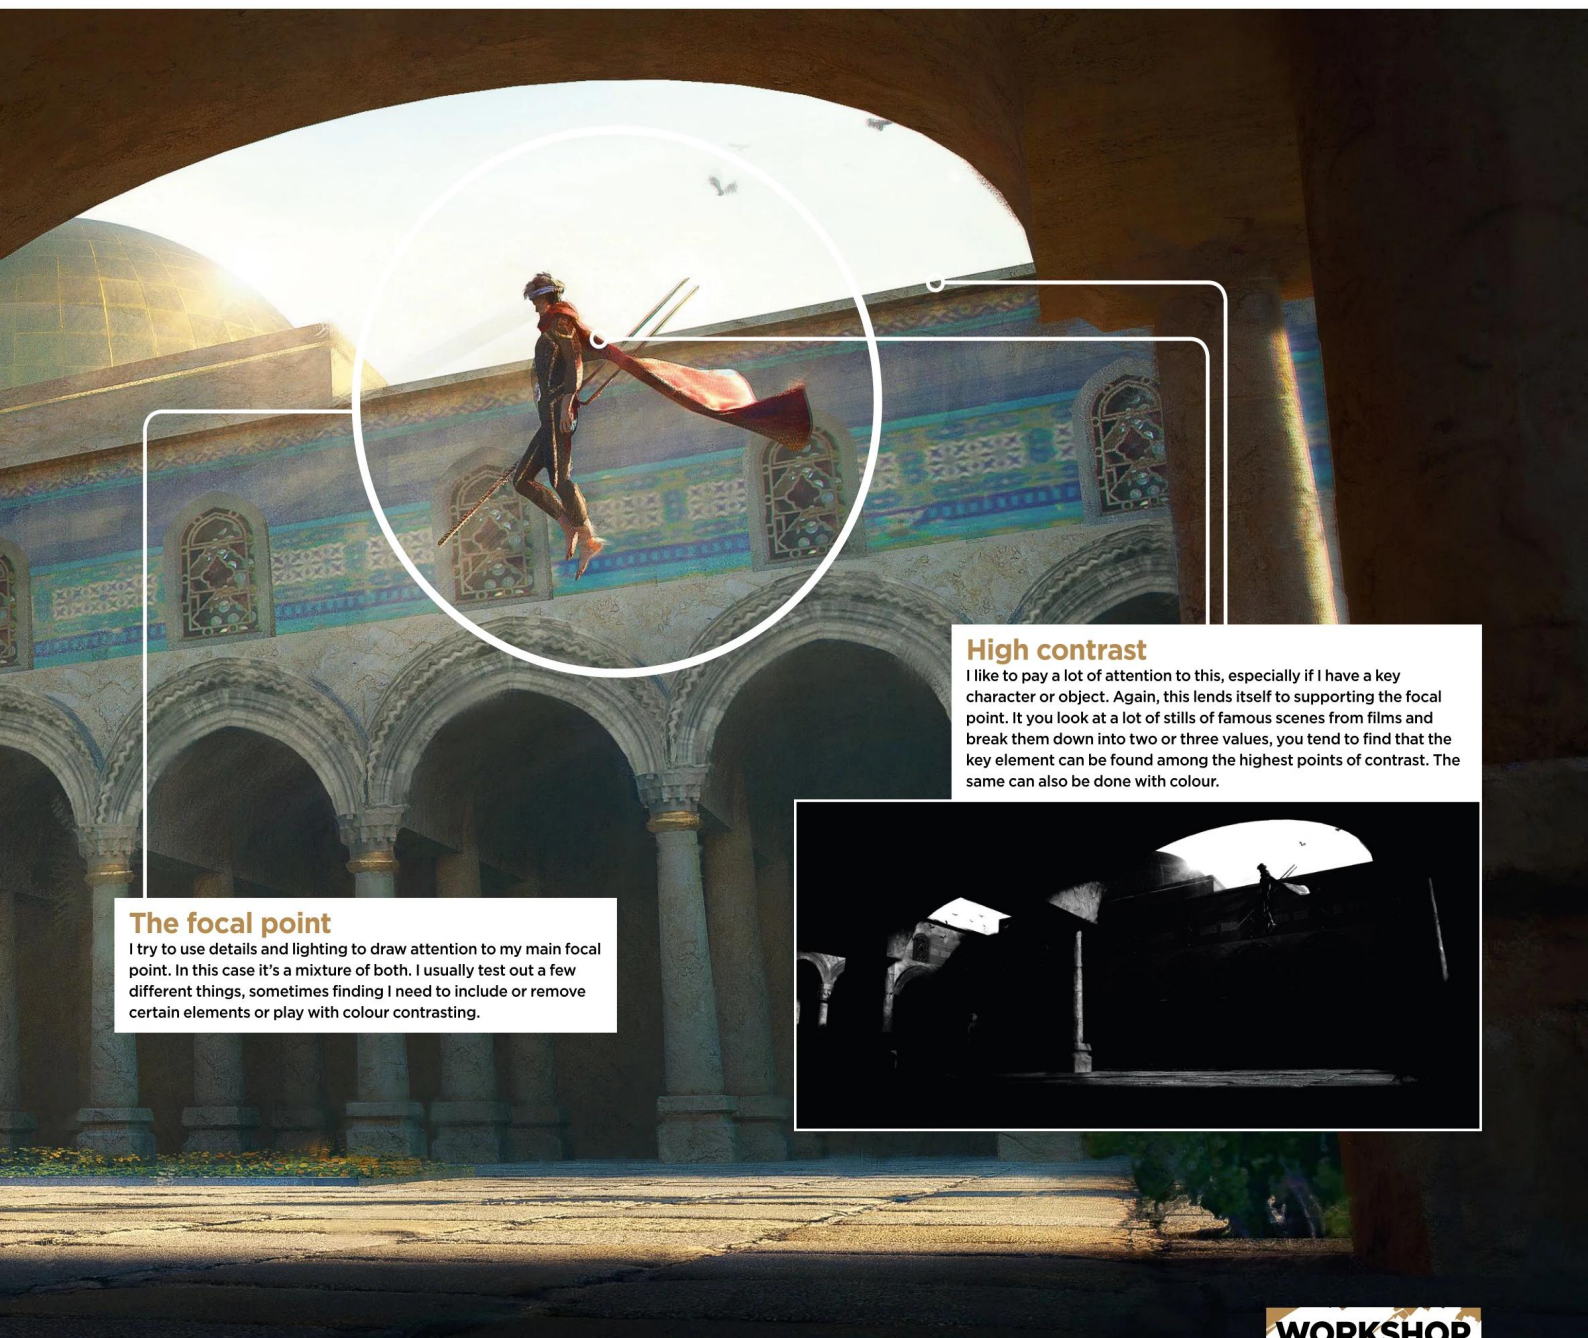 High contrast
I like to pay a lot of attention to this, especially if I have a key
character or object. Again, this lends itself to supporting the focal
point. It you look at a lot of stills of famous scenes from films and
break them down into two or three values, you tend to find that the
key element can be found among the highest points of contrast. The
same can also be done with colour.
The focal point
I try to use details and lighting to draw attention to my main focal
point. In this case it’s a mixture of both. I usually test out a few
different things, sometimes finding I need to include or remove
certain elements or play with colour contrasting.
WORKSHOP